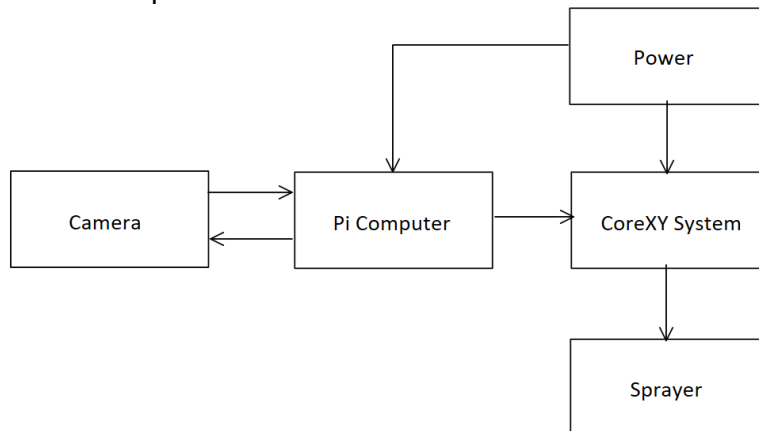 Power
Camera
Pi Computer
CoreXY System
Sprayer